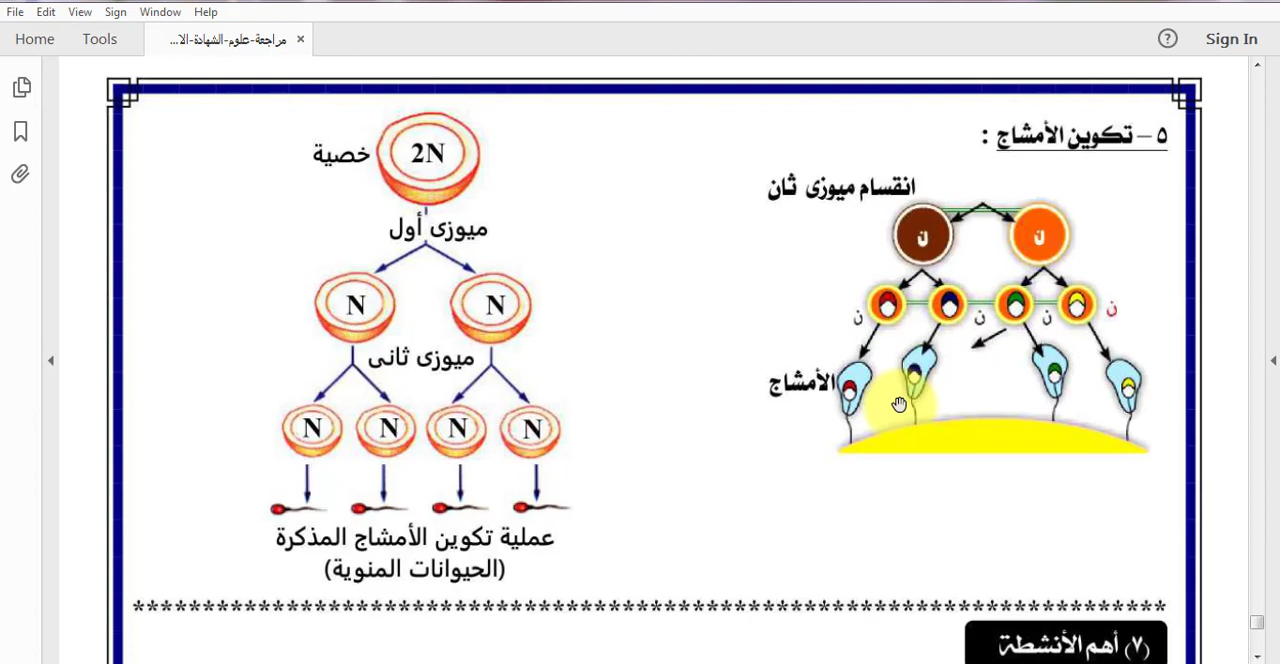 File Edit View Sign Window Help
Home Tools مراجعة-علوم-الشهادة-الا... × ? Sign In
٥ – تكوين الأمشاج :
انقسام ميوزى ثان
ن ن
ن ن ن ن
الأمشاج
2N خصية
ميوزى أول
N N
ميوزى ثانى
N N N N
عملية تكوين الأمشاج المذكرة
(الحيوانات المنوية)
**************************************************************************************
(٧) أهم الأنشطة